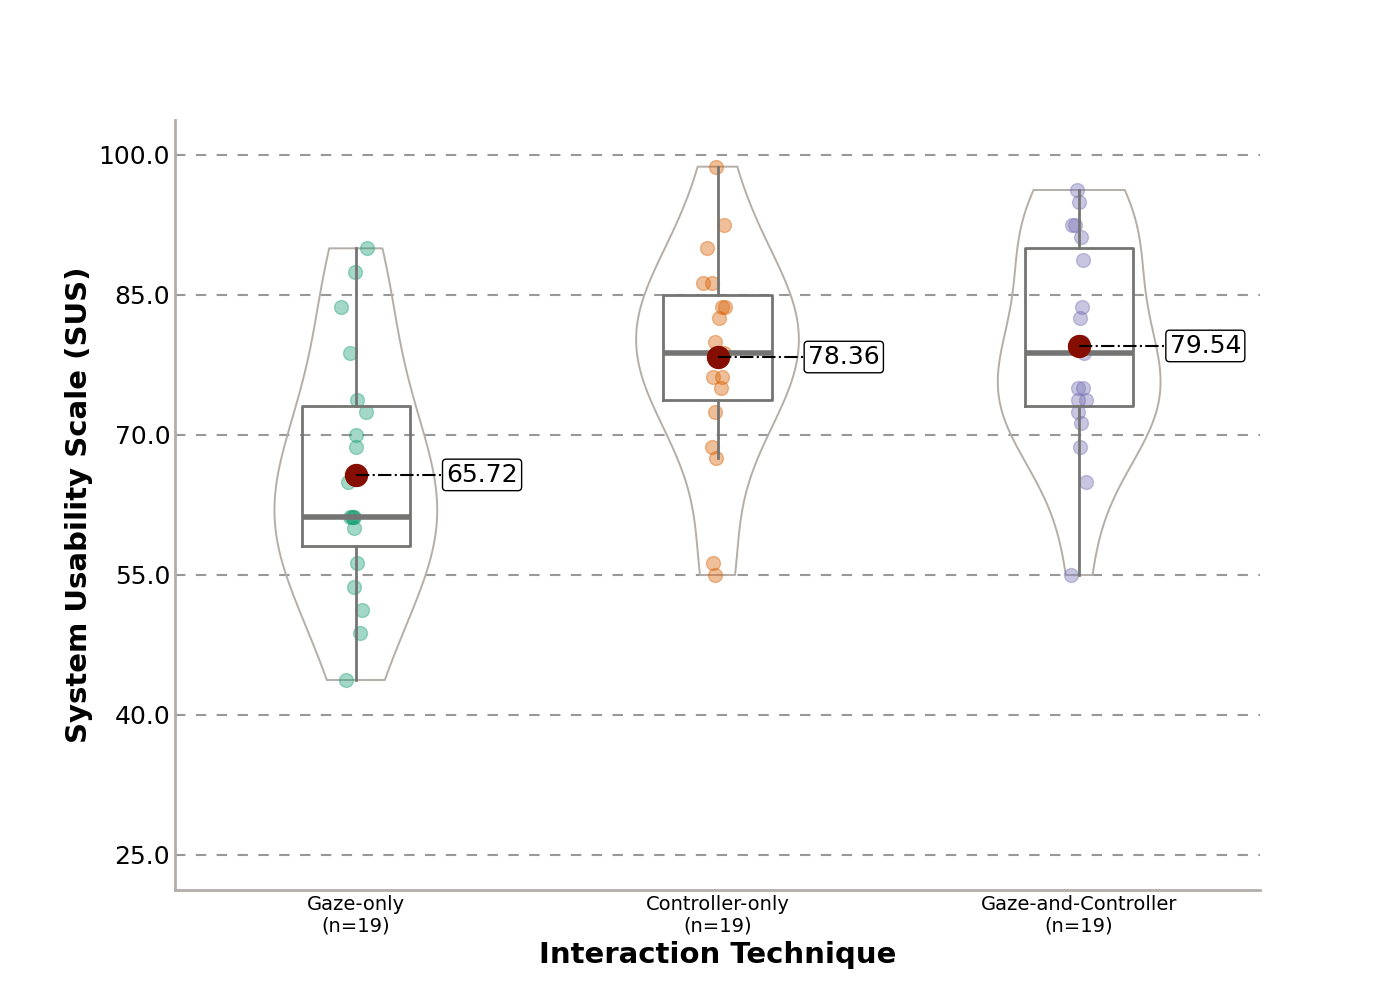 System Usability Scale (SUS)
100.0
85.0
70.0
55.0
40.0
25.0
65.72
78.36
79.54
Gaze-only
(n=19)
Controller-only
(n=19)
Gaze-and-Controller
(n=19)
Interaction Technique